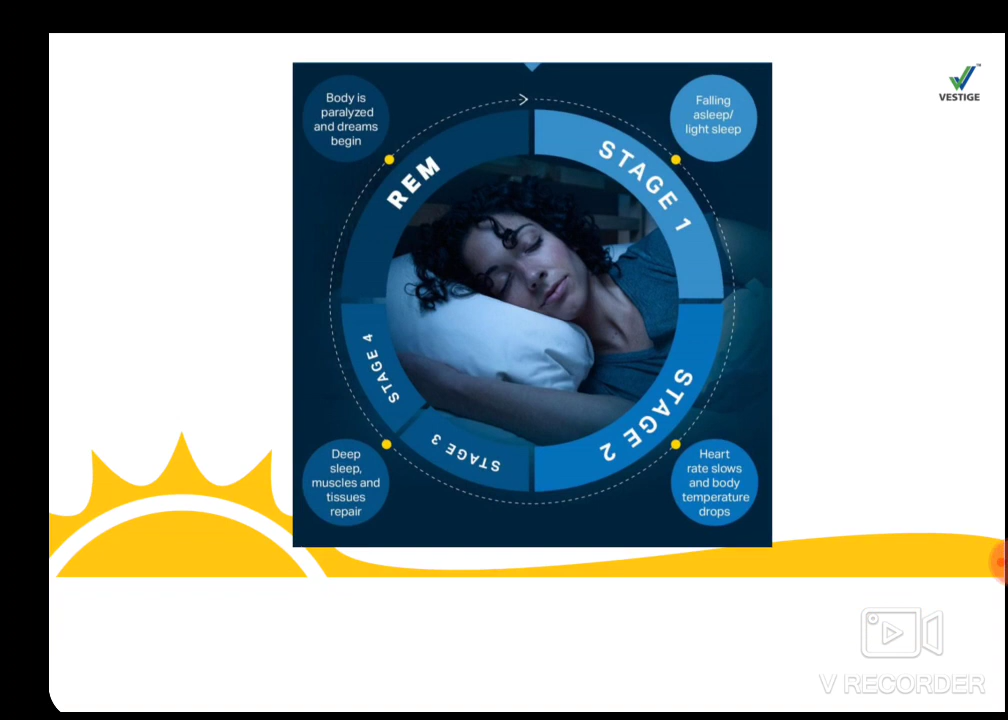 Body is
paralyzed
and dreams
begin
Falling
asleep/
light sleep
VESTIGE
TM
REM
STAGE 1
STAGE 4
STAGE 3
STAGE 2
Deep
sleep,
muscles and
tissues
repair
Heart
rate slows
and body
temperature
drops
V RECORDER